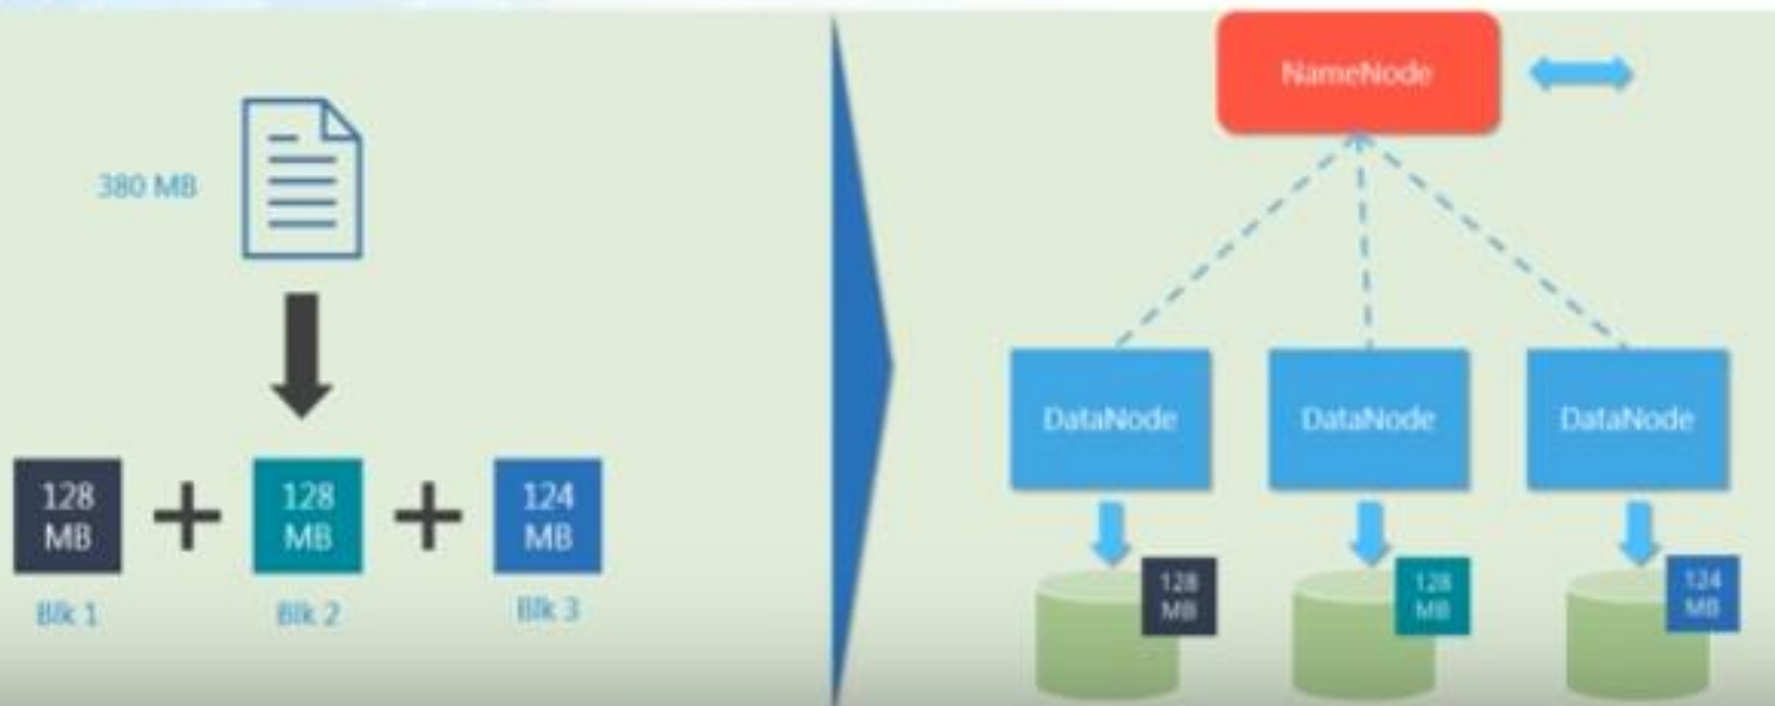 380 MB
128
MB
128
MB
124
MB
Blk 1
Blk 2
Blk 3
NameNode
DataNode
DataNode
DataNode
128
MB
128
MB
124
MB